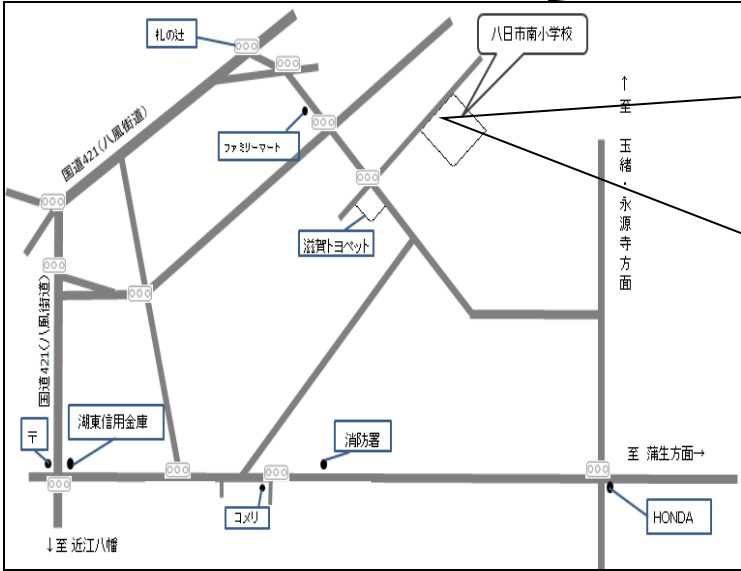 札の辻
八日市南小学校
国道421(八風街道)
ファミリーマート
↑至 玉緒・永源寺方面
滋賀トヨペット
国道421(八風街道)
〒
湖東信用金庫
消防署
至 蒲生方面→
コメリ
HONDA
↓至 近江八幡